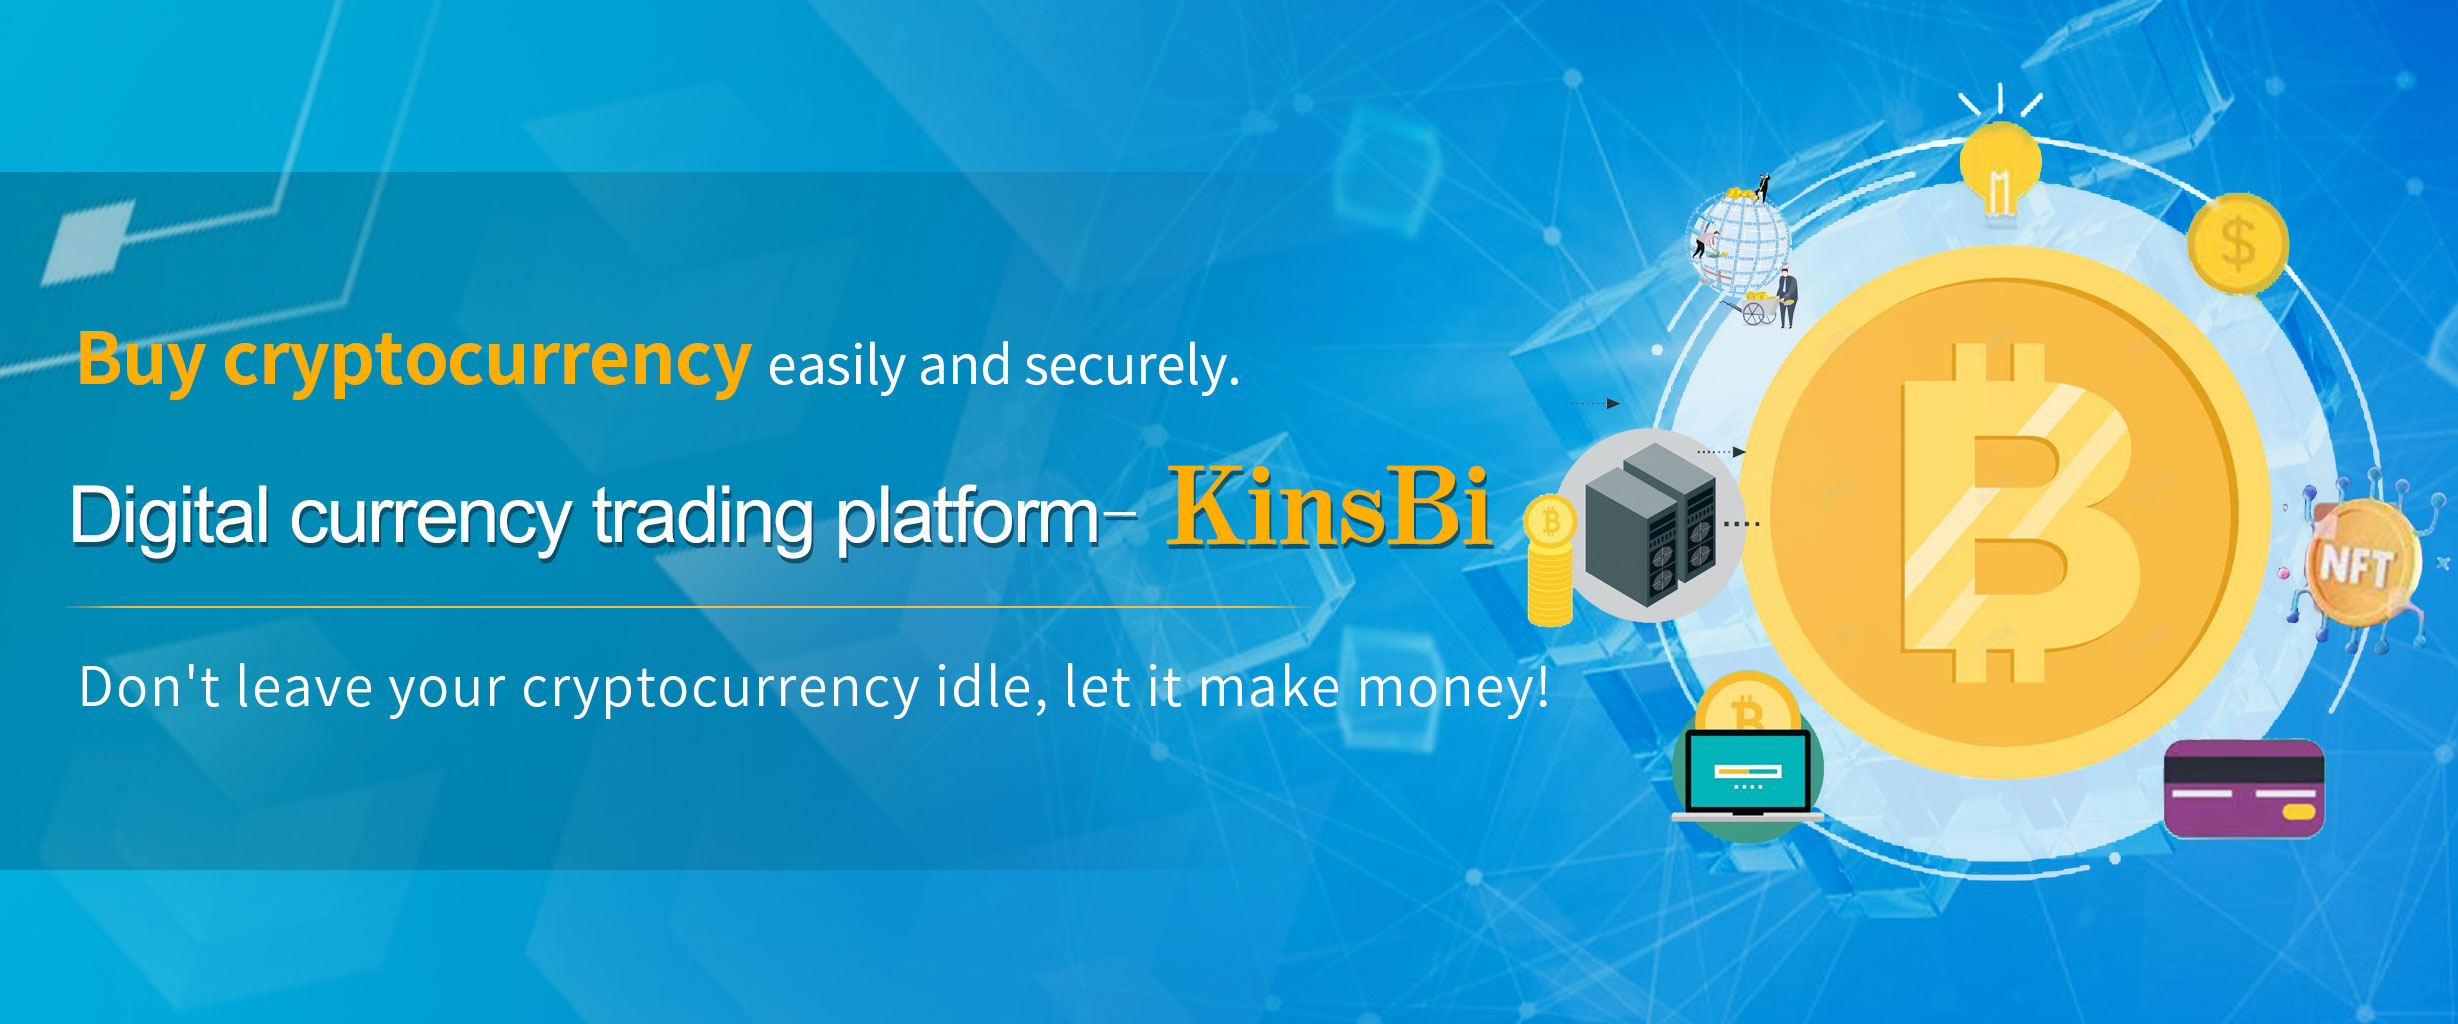 Buy cryptocurrency easily and securely.
Digital currency trading platform– KinsBi
Don't leave your cryptocurrency idle, let it make money!
$
NFT